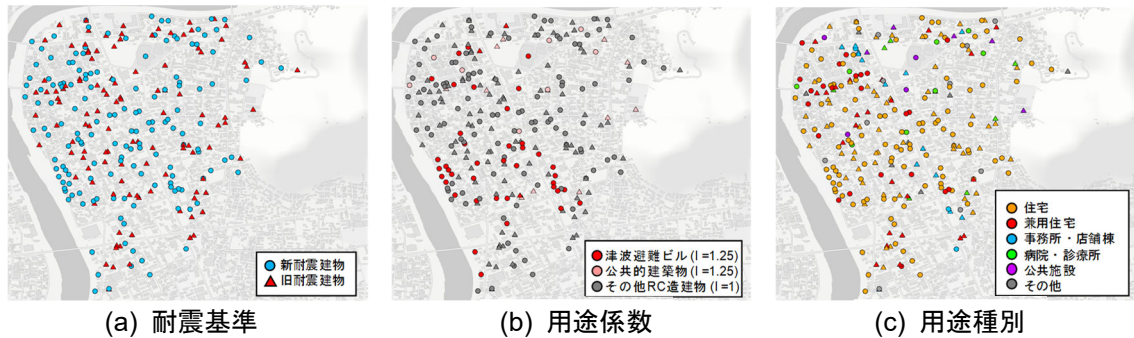 新耐震建物
旧耐震建物
(a) 耐震基準
津波避難ビル (I =1.25)
公共的建築物 (I =1.25)
その他RC造建物 (I =1)
(b) 用途係数
住宅
兼用住宅
事務所・店舗棟
病院・診療所
公共施設
その他
(c) 用途種別